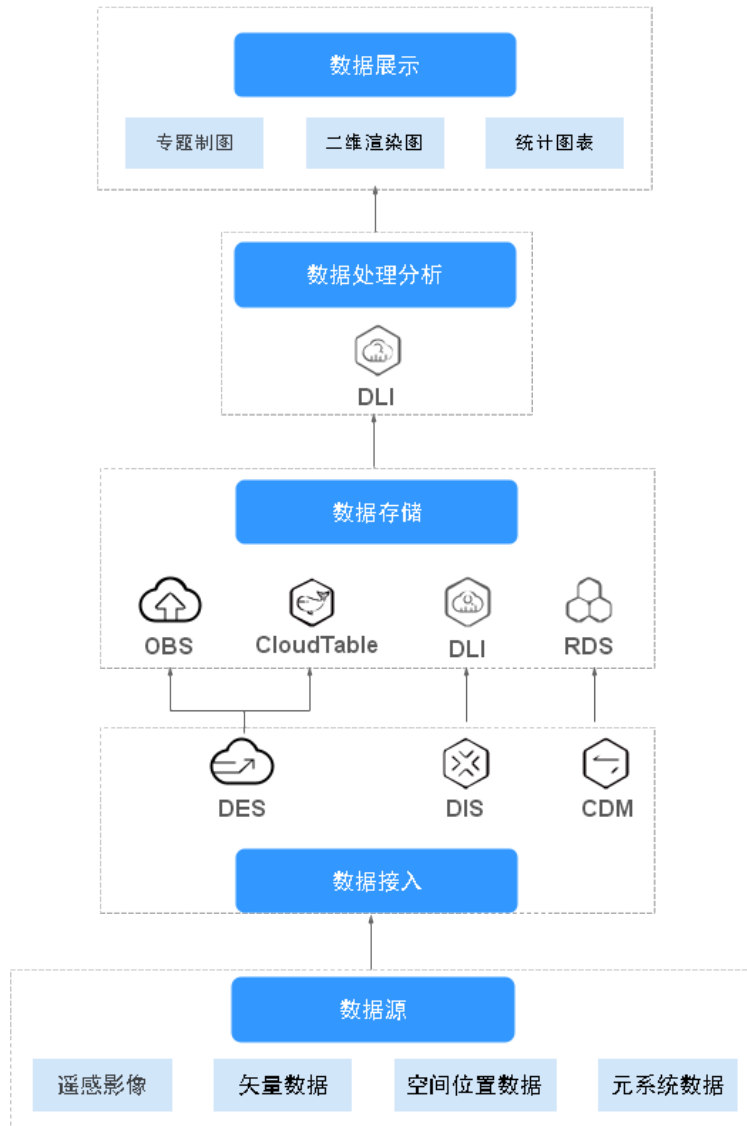 数据展示
专题制图 二维渲染图 统计图表
数据处理分析
DLI
数据存储
OBS CloudTable DLI RDS
DES DIS CDM
数据接入
数据源
遥感影像 矢量数据 空间位置数据 元系统数据